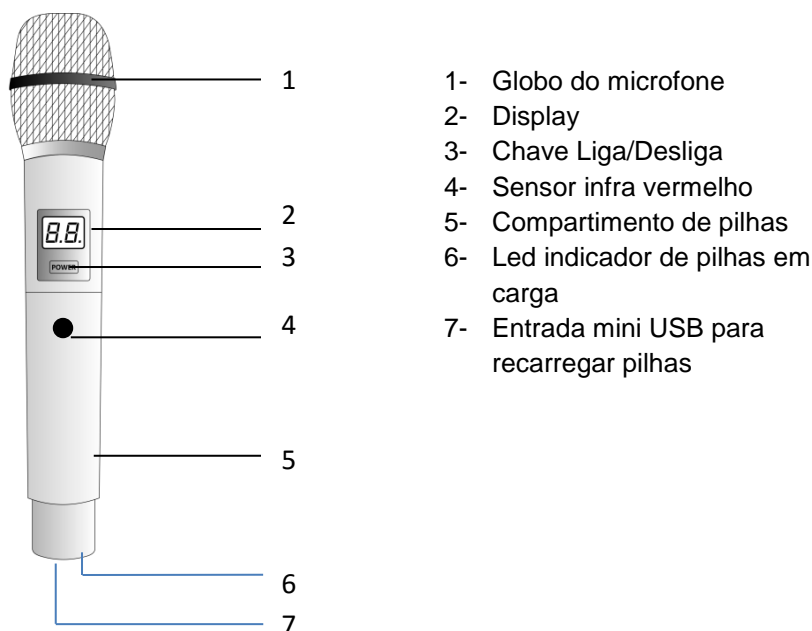 1
2
3
4
5
6
7
8.8.
POWER
1- Globo do microfone
2- Display
3- Chave Liga/Desliga
4- Sensor infra vermelho
5- Compartimento de pilhas
6- Led indicador de pilhas em
carga
7- Entrada mini USB para
recarregar pilhas